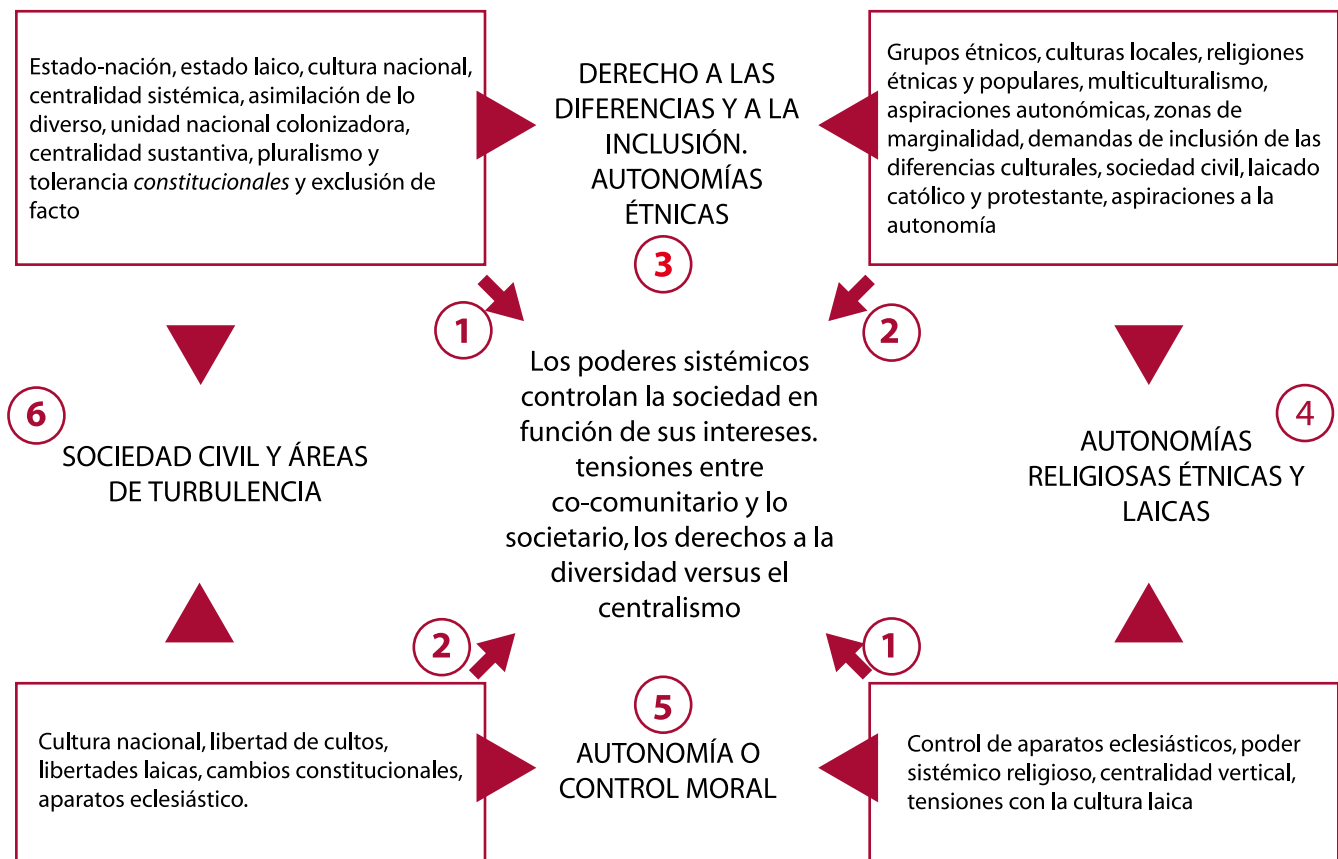 Estado-nación, estado laico, cultura nacional,
centralidad sistémica, asimilación de lo
diverso, unidad nacional colonizadora,
centralidad sustantiva, pluralismo y
tolerancia constitucionales y exclusión de
facto
DERECHO A LAS
DIFERENCIAS Y A LA
INCLUSIÓN.
AUTONOMÍAS
ÉTNICAS
3
Grupos étnicos, culturas locales, religiones
étnicas y populares, multiculturalismo,
aspiraciones autonómicas, zonas de
marginalidad, demandas de inclusión de las
diferencias culturales, sociedad civil, laicado
católico y protestante, aspiraciones a la
autonomía
1
2
6
SOCIEDAD CIVIL Y ÁREAS
DE TURBULENCIA
Los poderes sistémicos
controlan la sociedad en
función de sus intereses.
tensiones entre
co-comunitario y lo
societario, los derechos a la
diversidad versus el
centralismo
4
AUTONOMÍAS
RELIGIOSAS ÉTNICAS Y
LAICAS
2
1
Cultura nacional, libertad de cultos,
libertades laicas, cambios constitucionales,
aparatos eclesiástico.
5
AUTONOMÍA O
CONTROL MORAL
Control de aparatos eclesiásticos, poder
sistémico religioso, centralidad vertical,
tensiones con la cultura laica